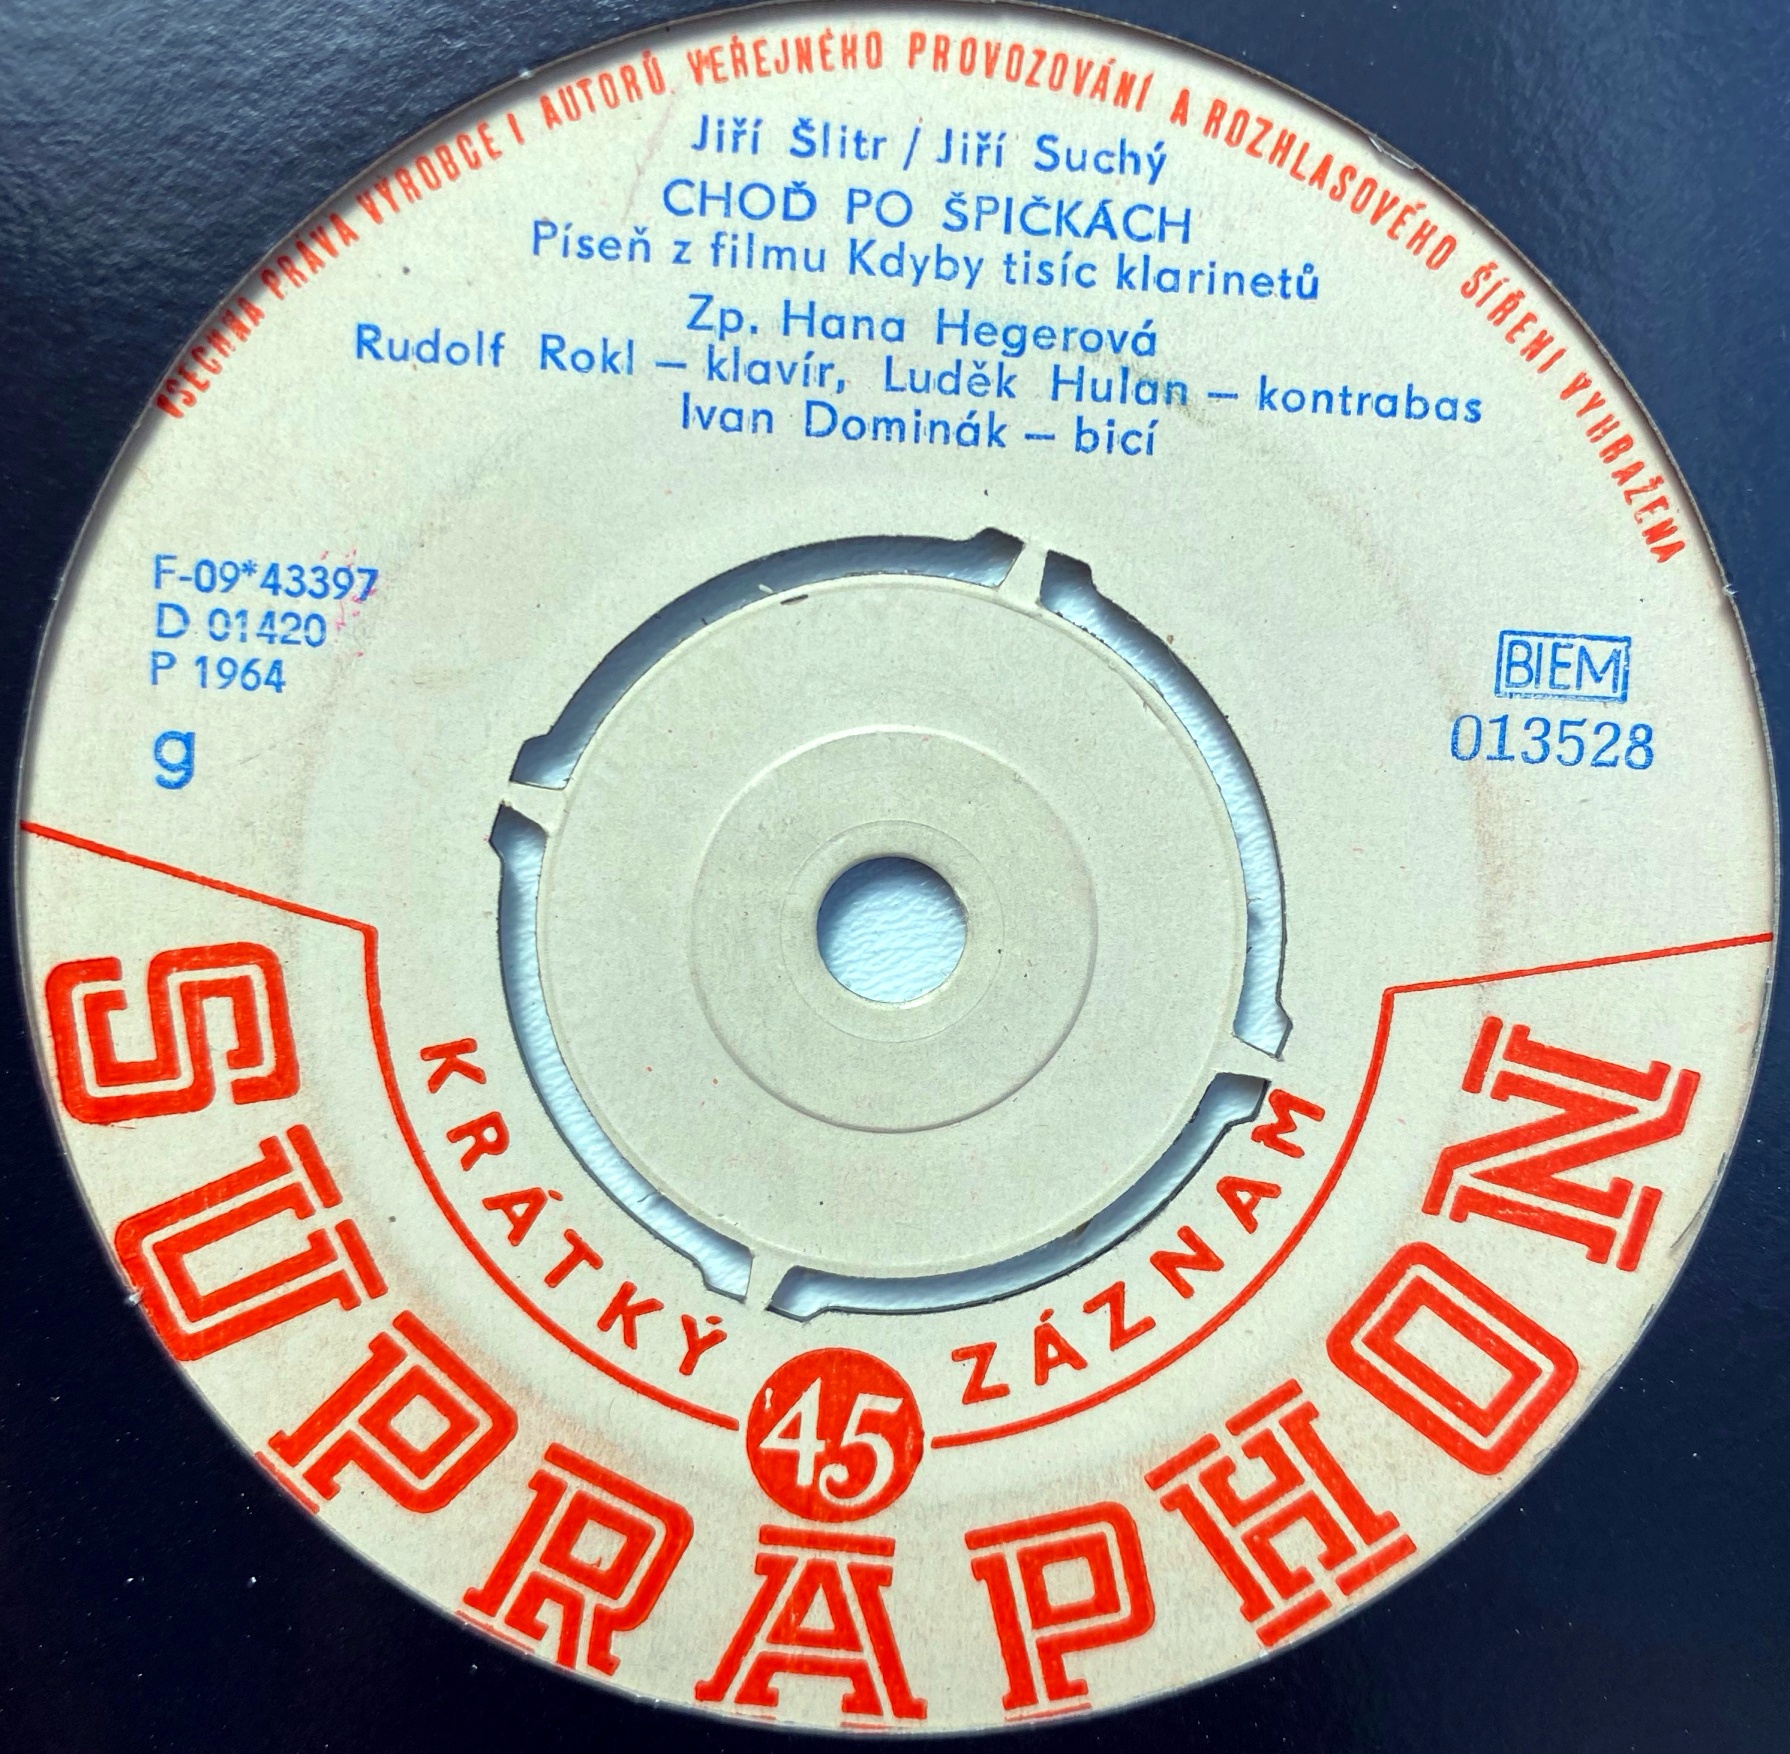 VŠECHNA PRÁVA VÝROBCE I AUTORŮ, VEŘEJNÉHO PROVOZOVÁNÍ A ROZHLASOVÉHO ŠÍŘENÍ VYHRAŽENA
Jiří Šlitr / Jiří Suchý
CHOĎ PO ŠPIČKÁCH
Píseň z filmu Kdyby tisíc klarinetů
Zp. Hana Hegerová
Rudolf Rokl – klavír, Luděk Hulan – kontrabas
Ivan Dominák – bicí
F-09*43397
D 01420
P 1964
g
BIEM
013528
KRÁTKÝ ZÁZNAM
45
SUPRAPHON